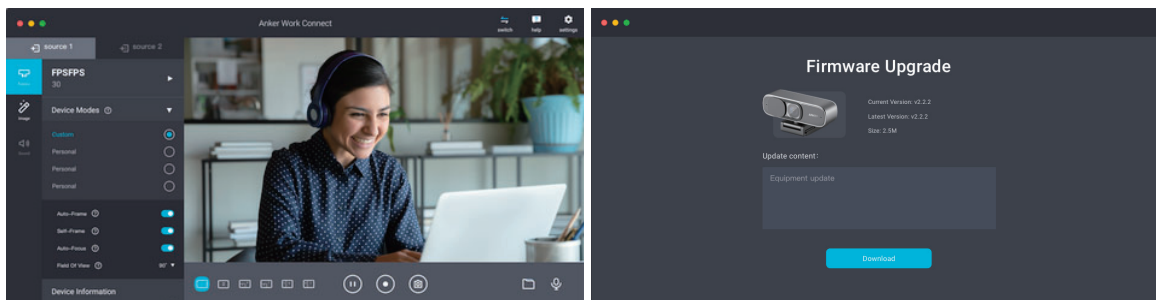 Anker Work Connect
switch
help
settings
source 1
source 2
FPSFPS
30
Image
Device Modes
Custom
Personal
Personal
Personal
Auto-Frame
Self-Frame
Auto-Focus
Field Of View
90°
Device Information
Firmware Upgrade
Current Version: v2.2.2
Latest Version: v2.2.2
Size: 2.5M
Update content:
Equipment update
Download